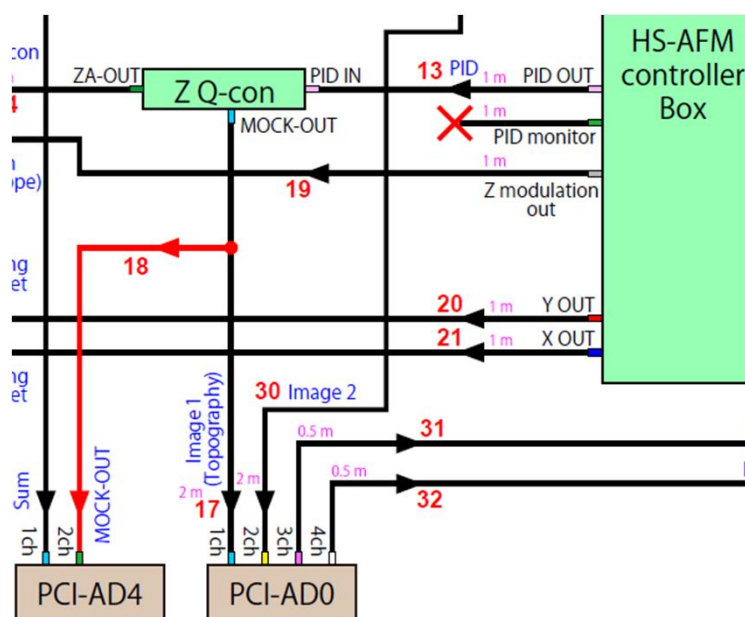 con
ZA-OUT
Z Q-con
PID IN
13 PID
1 m
PID OUT
HS-AFM
controller
Box
4
MOCK-OUT
1 m
PID monitor
19
1 m
Z modulation
out
ope)
18
ng
et
20
1 m
Y OUT
21
1 m
X OUT
ng
et
30 Image 2
Image 1
(Topography)
2 m
17
2 m
0.5 m
31
0.5 m
32
Sum
1ch
2ch
MOCK-OUT
1ch
2ch
3ch
4ch
PCI-AD4
PCI-AD0